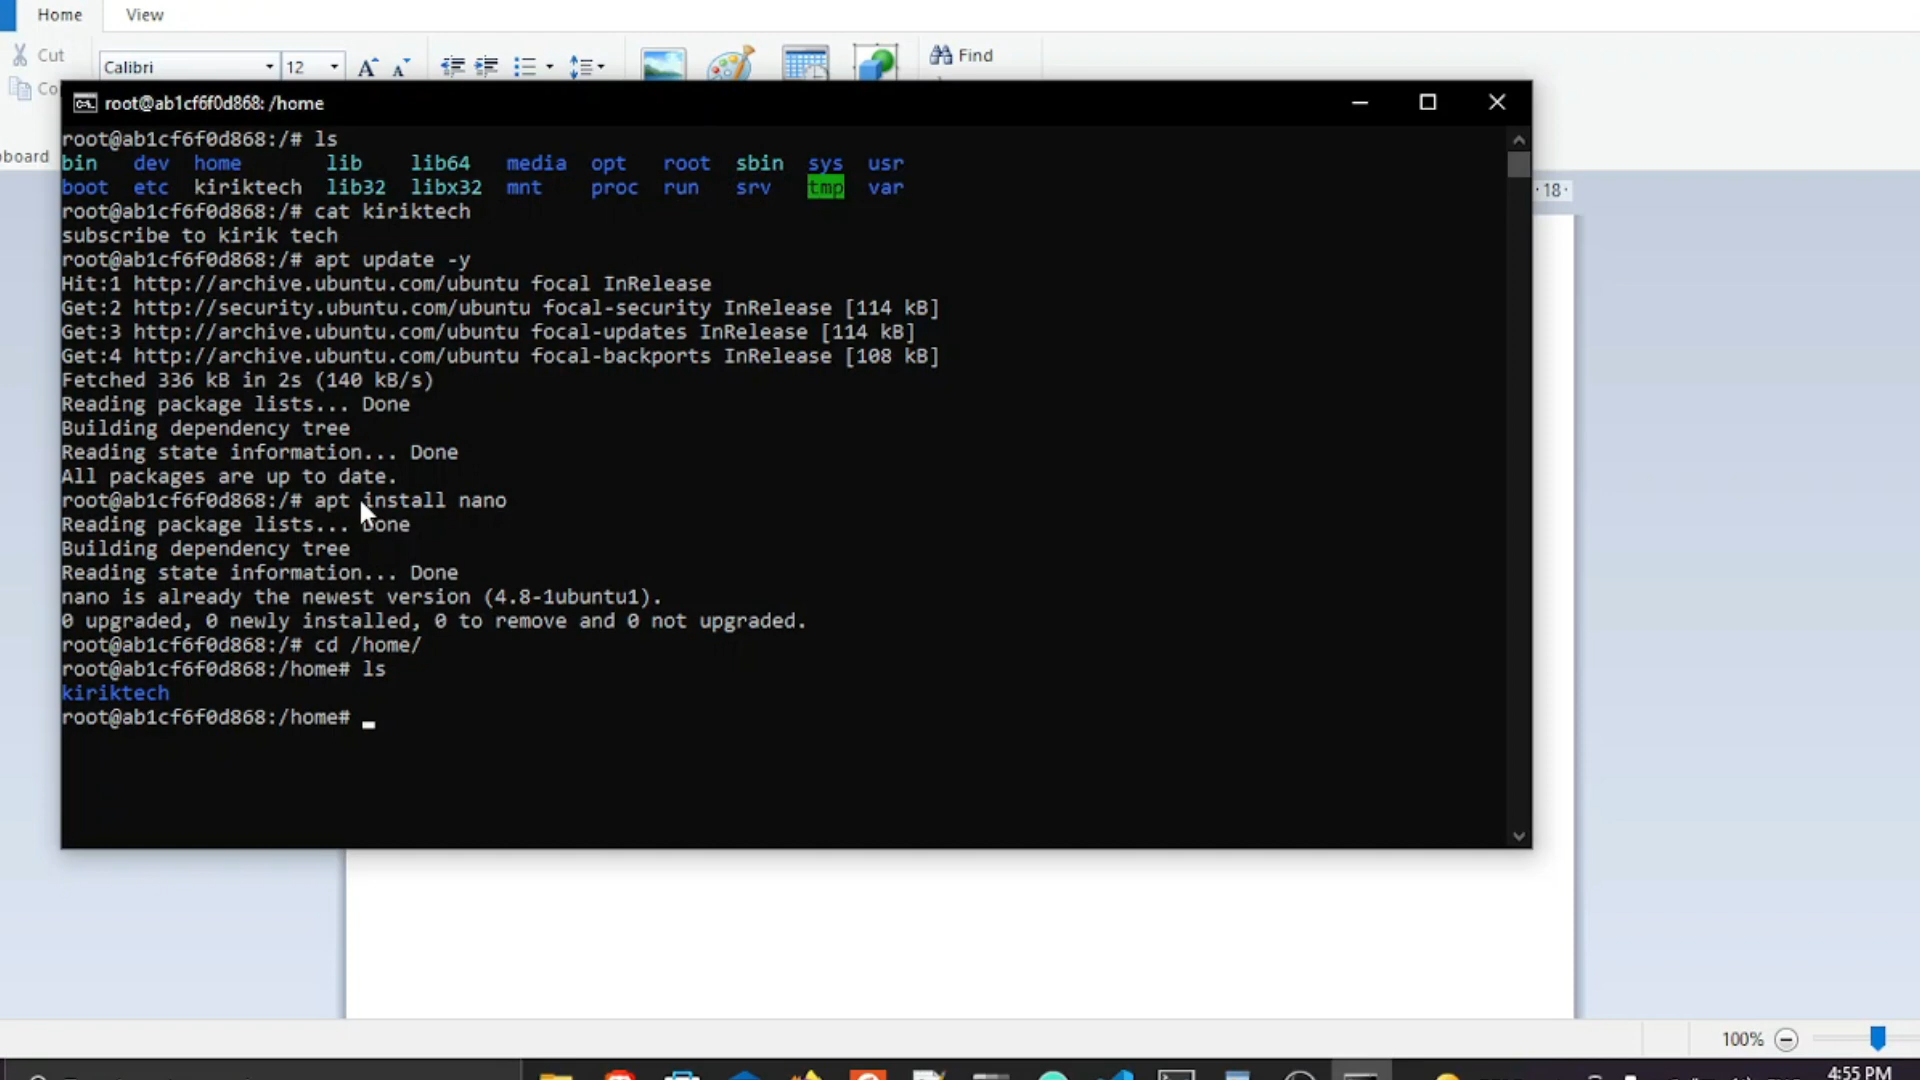 Home View
Cut
Calibri 12 Find
Co
board
root@ab1cf6f0d868: /home
·18·
root@ab1cf6f0d868:/# ls
bin dev home lib lib64 media opt root sbin sys usr
boot etc kiriktech lib32 libx32 mnt proc run srv tmp var
root@ab1cf6f0d868:/# cat kiriktech
subscribe to kirik tech
root@ab1cf6f0d868:/# apt update -y
Hit:1 http://archive.ubuntu.com/ubuntu focal InRelease
Get:2 http://security.ubuntu.com/ubuntu focal-security InRelease [114 kB]
Get:3 http://archive.ubuntu.com/ubuntu focal-updates InRelease [114 kB]
Get:4 http://archive.ubuntu.com/ubuntu focal-backports InRelease [108 kB]
Fetched 336 kB in 2s (140 kB/s)
Reading package lists... Done
Building dependency tree
Reading state information... Done
All packages are up to date.
root@ab1cf6f0d868:/# apt install nano
Reading package lists... Done
Building dependency tree
Reading state information... Done
nano is already the newest version (4.8-1ubuntu1).
0 upgraded, 0 newly installed, 0 to remove and 0 not upgraded.
root@ab1cf6f0d868:/# cd /home/
root@ab1cf6f0d868:/home# ls
kiriktech
root@ab1cf6f0d868:/home#
100%
4:55 PM